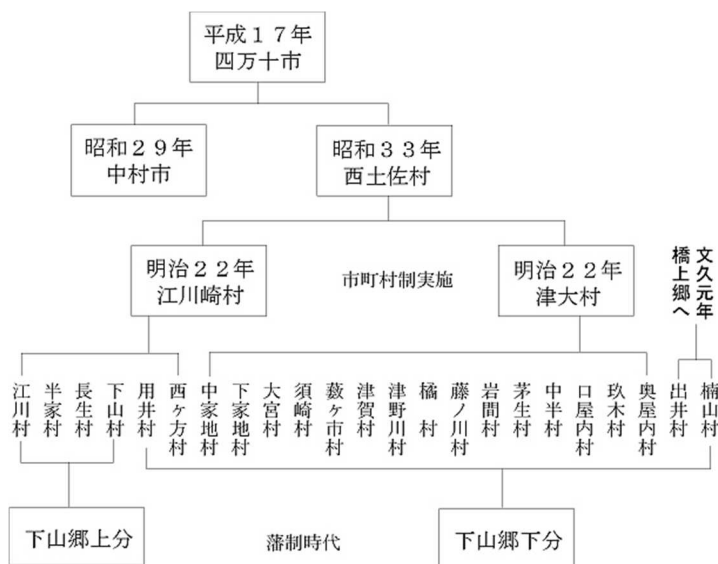 平成１７年
四万十市
昭和２９年
中村市
昭和３３年
西土佐村
明治２２年
江川崎村
市町村制実施
明治２２年
津大村
文久元年
橋上郷へ
江川村
半家村
長生村
下山村
用井村
西ヶ方村
中家地村
下家地村
大宮村
須崎村
藪ヶ市村
津賀村
津野川村
橘　村
藤ノ川村
岩間村
茅生村
中半村
口屋内村
玖木村
奥屋内村
出井村
楠山村
下山郷上分
藩制時代
下山郷下分